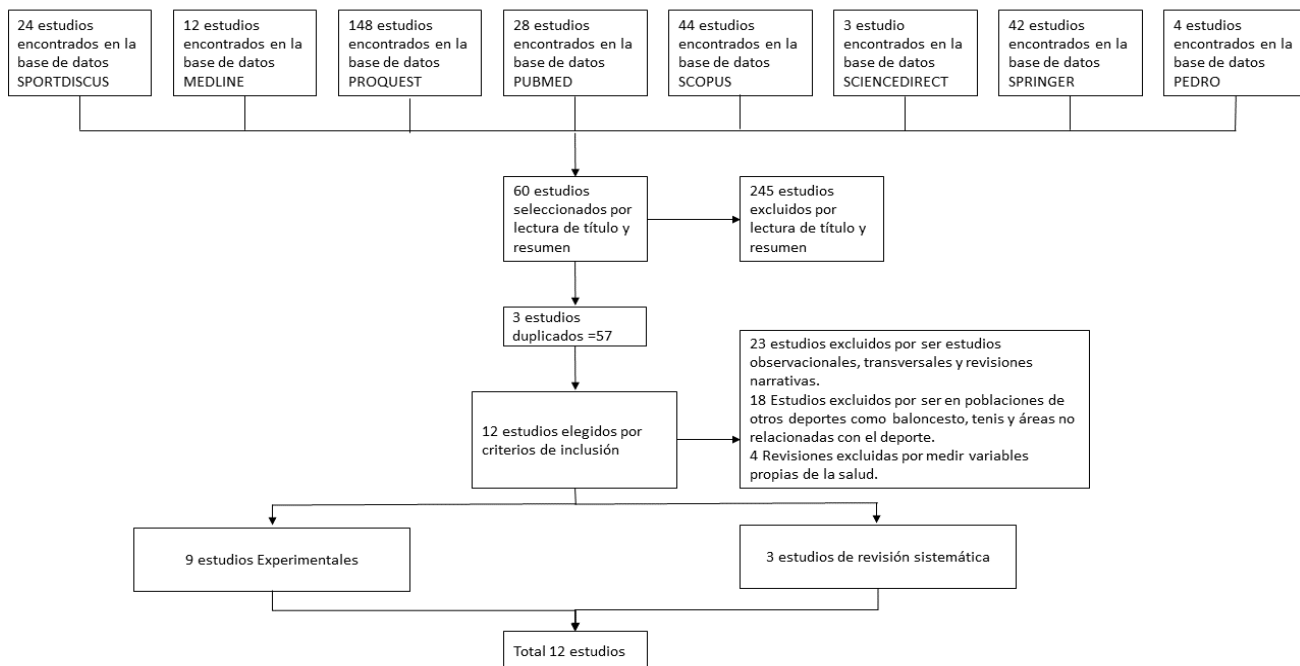 24 estudios
encontrados en la
base de datos
SPORTDISCUS
12 estudios
encontrados en la
base de datos
MEDLINE
148 estudios
encontrados en la
base de datos
PROQUEST
28 estudios
encontrados en la
base de datos
PUBMED
44 estudios
encontrados en la
base de datos
SCOPUS
3 estudio
encontrados en la
base de datos
SCIENCEDIRECT
42 estudios
encontrados en la
base de datos
SPRINGER
4 estudios
encontrados en la
base de datos
PEDRO
60 estudios
seleccionados por
lectura de título y
resumen
245 estudios
excluidos por
lectura de título y
resumen
3 estudios
duplicados =57
12 estudios elegidos por
criterios de inclusión
23 estudios excluidos por ser estudios
observacionales, transversales y revisiones
narrativas.
18 Estudios excluidos por ser en poblaciones de
otros deportes como baloncesto, tenis y áreas no
relacionadas con el deporte.
4 Revisiones excluidas por medir variables
propias de la salud.
9 estudios Experimentales
3 estudios de revisión sistemática
Total 12 estudios